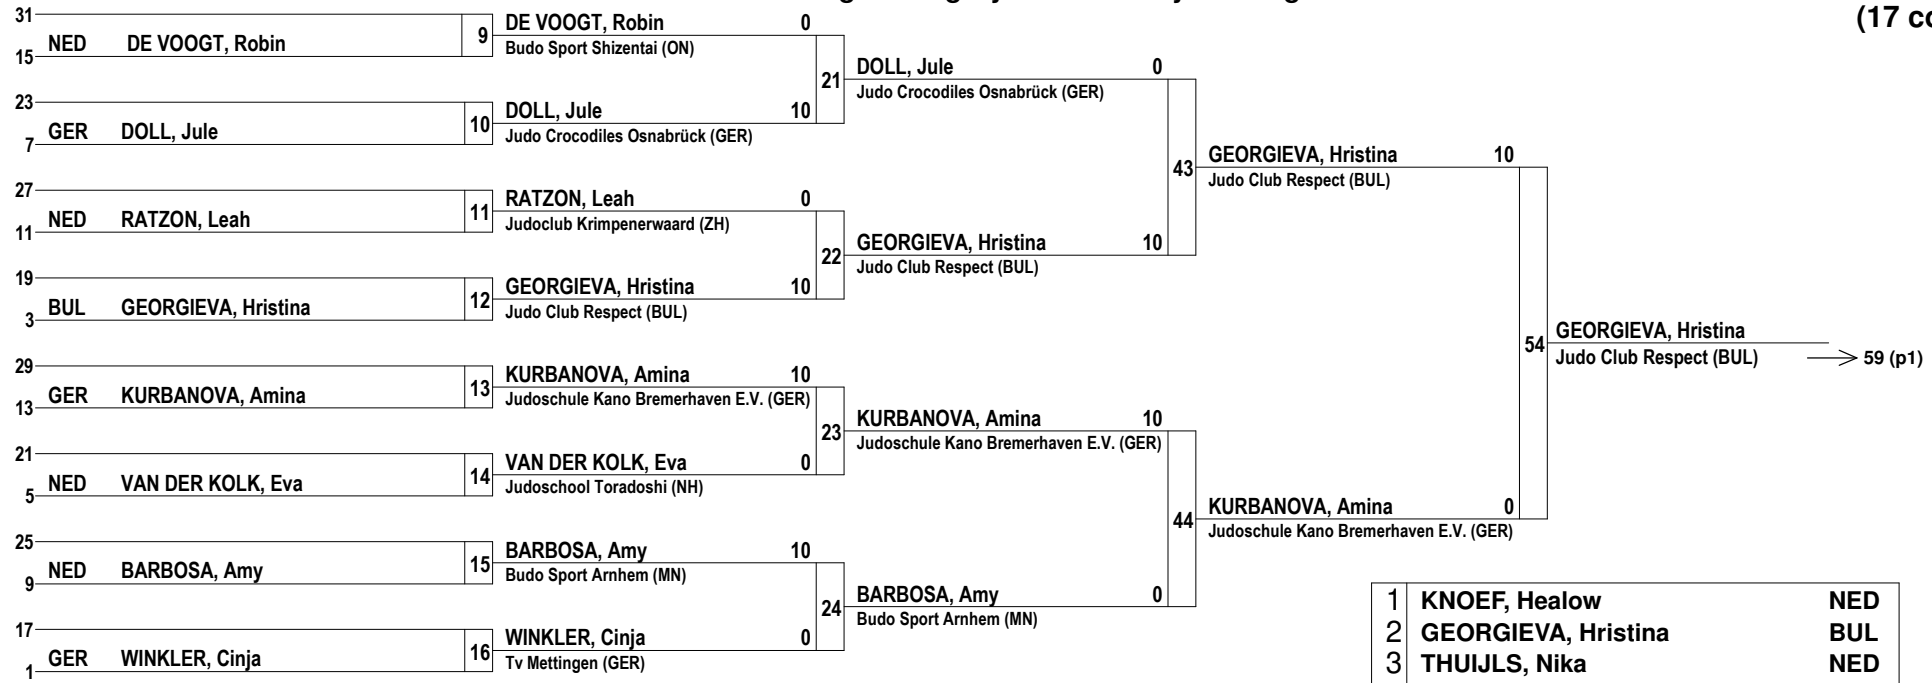 (17 co
31
15 NED DE VOOGT, Robin 9
23
7 GER DOLL, Jule 10
27
11 NED RATZON, Leah 11
19
3 BUL GEORGIEVA, Hristina 12
29
13 GER KURBANOVA, Amina 13
21
5 NED VAN DER KOLK, Eva 14
25
9 NED BARBOSA, Amy 15
17
1 GER WINKLER, Cinja 16
DE VOOGT, Robin 0
Budo Sport Shizentai (ON)
21
DOLL, Jule 10
Judo Crocodiles Osnabrück (GER)
RATZON, Leah 0
Judoclub Krimpenerwaard (ZH)
22
GEORGIEVA, Hristina 10
Judo Club Respect (BUL)
KURBANOVA, Amina 10
Judoschule Kano Bremerhaven E.V. (GER)
23
VAN DER KOLK, Eva 0
Judoschool Toradoshi (NH)
BARBOSA, Amy 10
Budo Sport Arnhem (MN)
24
WINKLER, Cinja 0
Tv Mettingen (GER)
DOLL, Jule 0
Judo Crocodiles Osnabrück (GER)
43
GEORGIEVA, Hristina 10
Judo Club Respect (BUL)
KURBANOVA, Amina 10
Judoschule Kano Bremerhaven E.V. (GER)
44
BARBOSA, Amy 0
Budo Sport Arnhem (MN)
GEORGIEVA, Hristina 10
Judo Club Respect (BUL)
54
KURBANOVA, Amina 0
Judoschule Kano Bremerhaven E.V. (GER)
GEORGIEVA, Hristina
Judo Club Respect (BUL) 59 (p1)
1 KNOEF, Healow NED
2 GEORGIEVA, Hristina BUL
3 THUIJLS, Nika NED